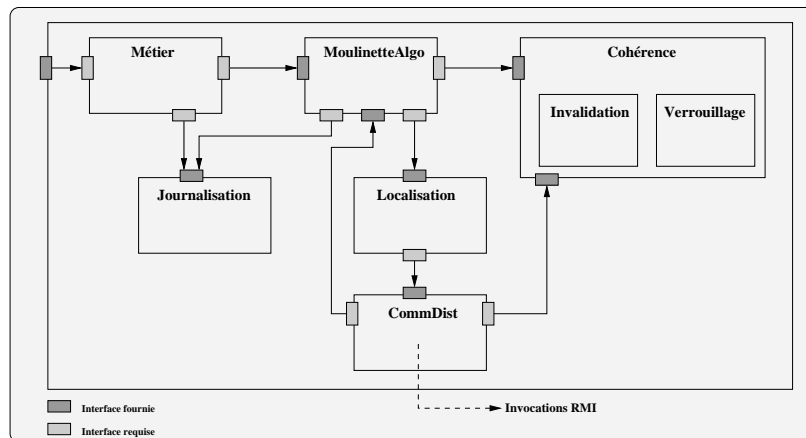 Métier
MoulinetteAlgo
Cohérence
Invalidation
Verrouillage
Journalisation
Localisation
CommDist
Interface fournie
Invocations RMI
Interface requise